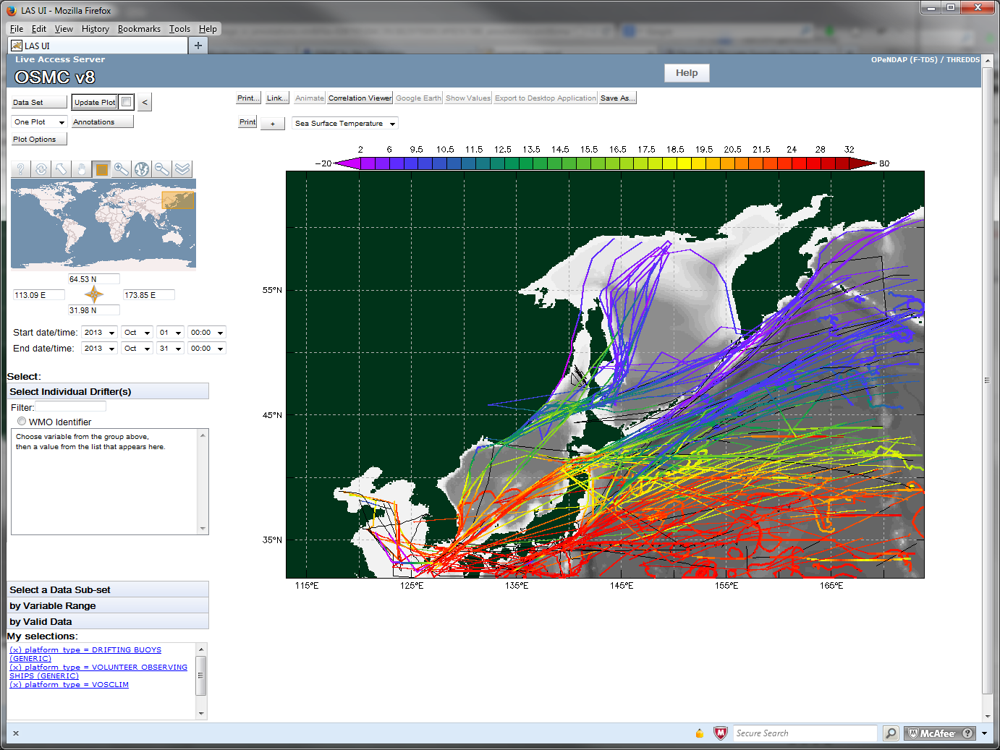 LAS UI - Mozilla Firefox
File Edit View History Bookmarks Tools Help
LAS UI +
Live Access Server
OSMC v8
Help
OPeNDAP (F-TDS) / THREDDS
Data Set Update Plot <
One Plot Annotations
Plot Options
Print... Link... Animate Correlation Viewer Google Earth Show Values Export to Desktop Application Save As...
Print + Sea Surface Temperature
2 6 9.5 10.5 11.5 12.5 13.5 14.5 15.5 16.5 17.5 18.5 19.5 20.5 21.5 24 28 32
-20 80
55°N
45°N
35°N
115°E 125°E 135°E 145°E 155°E 165°E
64.53 N
113.09 E 173.85 E
31.98 N
Start date/time: 2013 Oct 01 00:00
End date/time: 2013 Oct 31 00:00
Select:
Select Individual Drifter(s)
Filter:
WMO Identifier
Choose variable from the group above,
then a value from the list that appears here.
Select a Data Sub-set
by Variable Range
by Valid Data
My selections:
(x) platform_type = DRIFTING BUOYS
(GENERIC)
(x) platform_type = VOLUNTEER OBSERVING
SHIPS (GENERIC)
(x) platform_type = VOSCLIM
x
Secure Search
McAfee ?